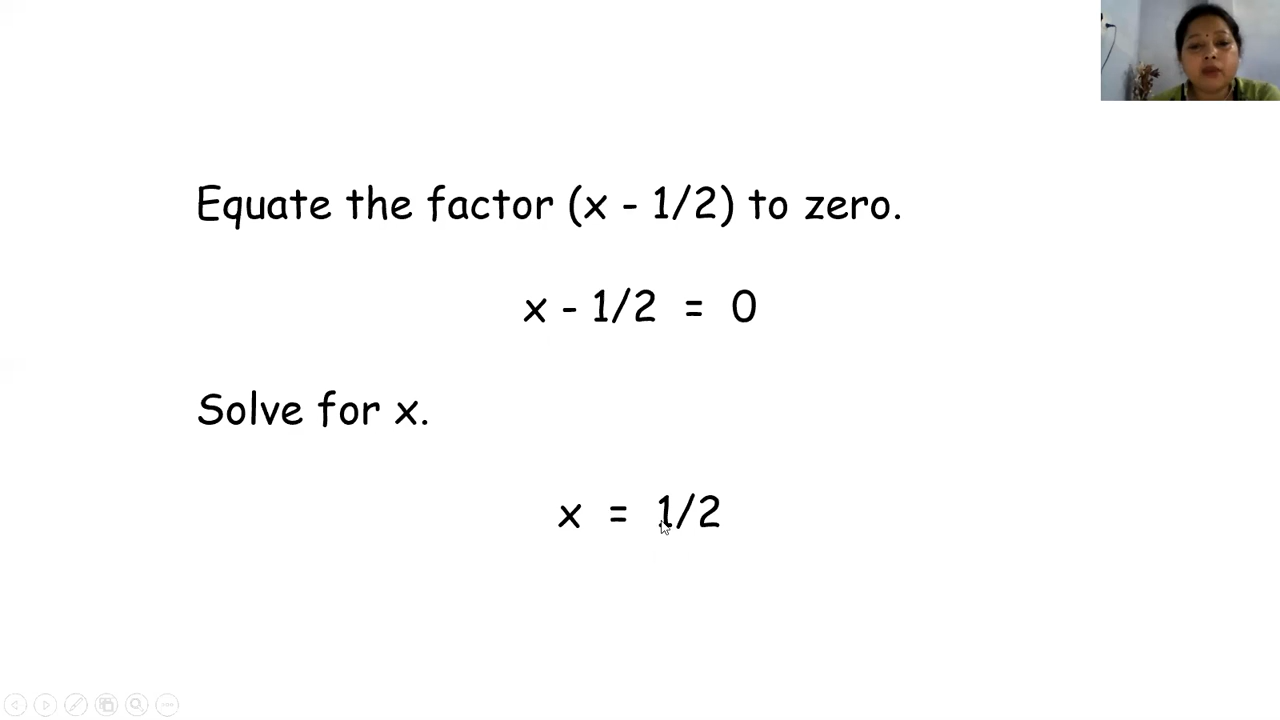 Equate the factor (x - 1/2) to zero.
x - 1/2 = 0
Solve for x.
x = 1/2